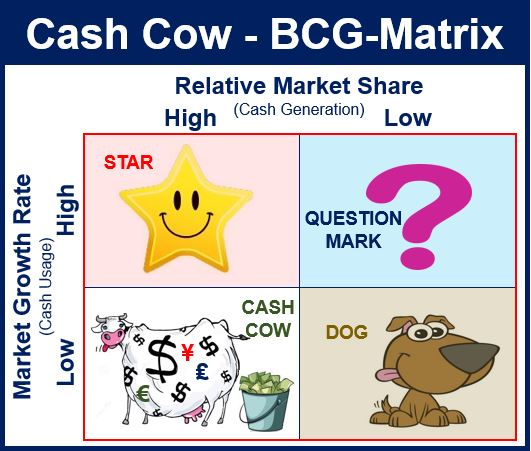 Cash Cow - BCG-Matrix
Relative Market Share
High (Cash Generation) Low
Market Growth Rate
(Cash Usage)
High
Low
STAR
QUESTION
MARK
CASH
COW
$ $ $ $ $ $ $ ¥ £ €
DOG